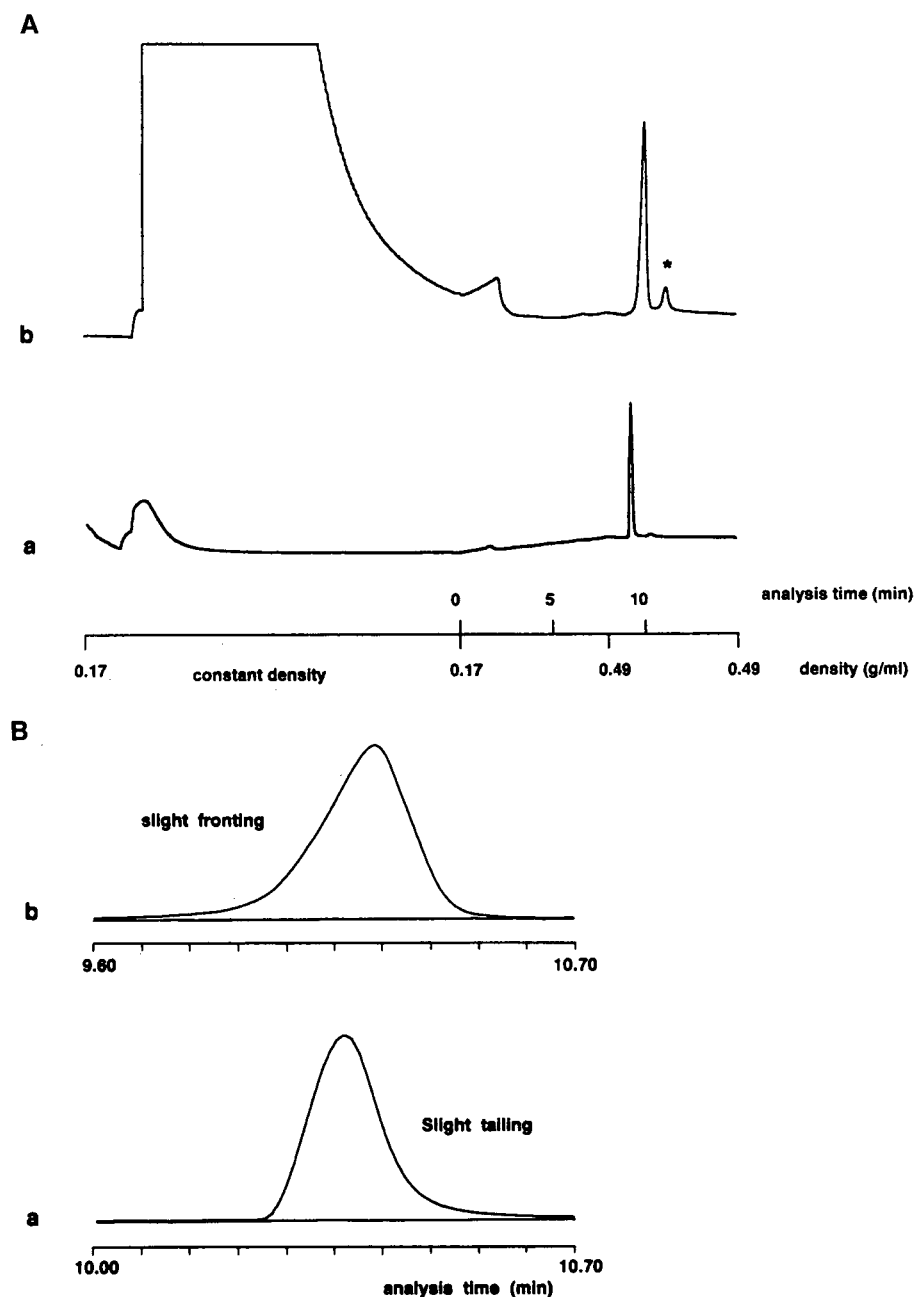 A
*
b
a
0 5 10 analysis time (min)
0.17 constant density 0.17 0.49 0.49 density (g/ml)
B
slight fronting
b
9.60 10.70
Slight tailing
a
10.00 10.70
analysis time (min)